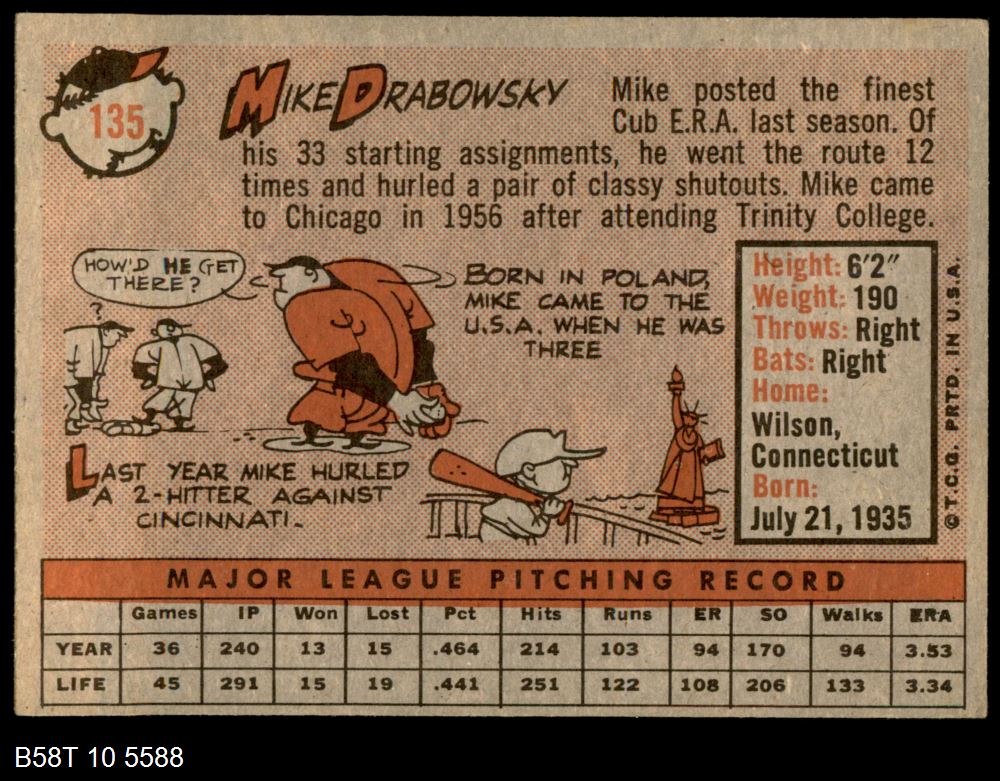 135
MIKE DRABOWSKY
Mike posted the finest
Cub E.R.A. last season. Of
his 33 starting assignments, he went the route 12
times and hurled a pair of classy shutouts. Mike came
to Chicago in 1956 after attending Trinity College.
HOW'D HE GET
THERE?
?
BORN IN POLAND,
MIKE CAME TO THE
U.S.A. WHEN HE WAS
THREE
LAST YEAR MIKE HURLED
A 2-HITTER AGAINST
CINCINNATI.
Height: 6'2"
Weight: 190
Throws: Right
Bats: Right
Home:
Wilson,
Connecticut
Born:
July 21, 1935
© T.C.G. PRTD. IN U.S.A.
MAJOR LEAGUE PITCHING RECORD
Games IP Won Lost Pct Hits Runs ER SO Walks ERA
YEAR 36 240 13 15 .464 214 103 94 170 94 3.53
LIFE 45 291 15 19 .441 251 122 108 206 133 3.34
B58T 10 5588